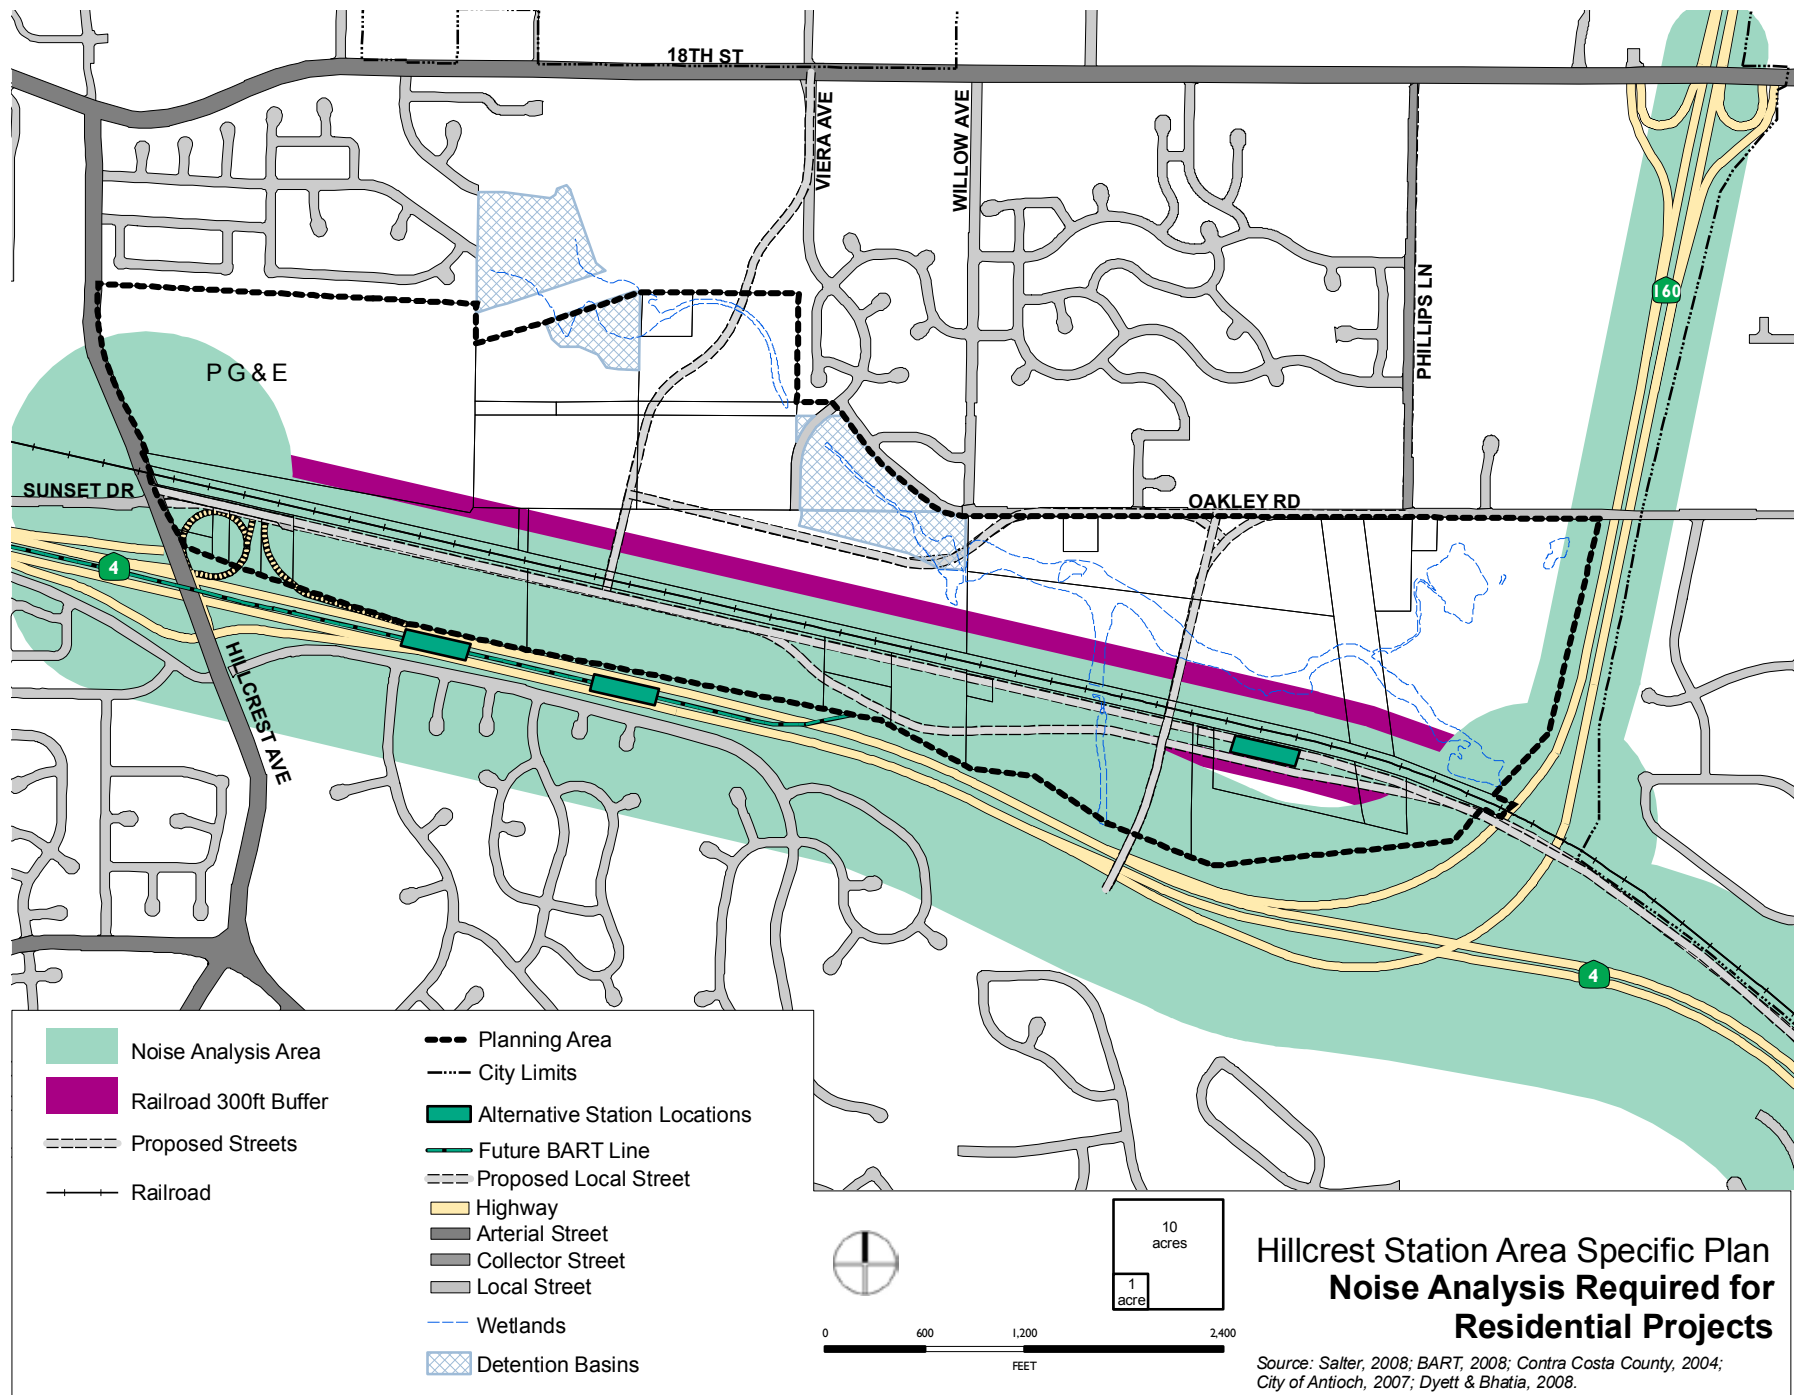 18TH ST
VIERA AVE
WILLOW AVE
PHILLIPS LN
160
PG&E
SUNSET DR
OAKLEY RD
4
HILLCREST AVE
4
Noise Analysis Area
Railroad 300ft Buffer
Proposed Streets
Railroad
Planning Area
City Limits
Alternative Station Locations
Future BART Line
Proposed Local Street
Highway
Arterial Street
Collector Street
Local Street
Wetlands
Detention Basins
10
acres
1
acre
0 600 1,200 2,400
FEET
Hillcrest Station Area Specific Plan
Noise Analysis Required for
Residential Projects
Source: Salter, 2008; BART, 2008; Contra Costa County, 2004;
City of Antioch, 2007; Dyett & Bhatia, 2008.